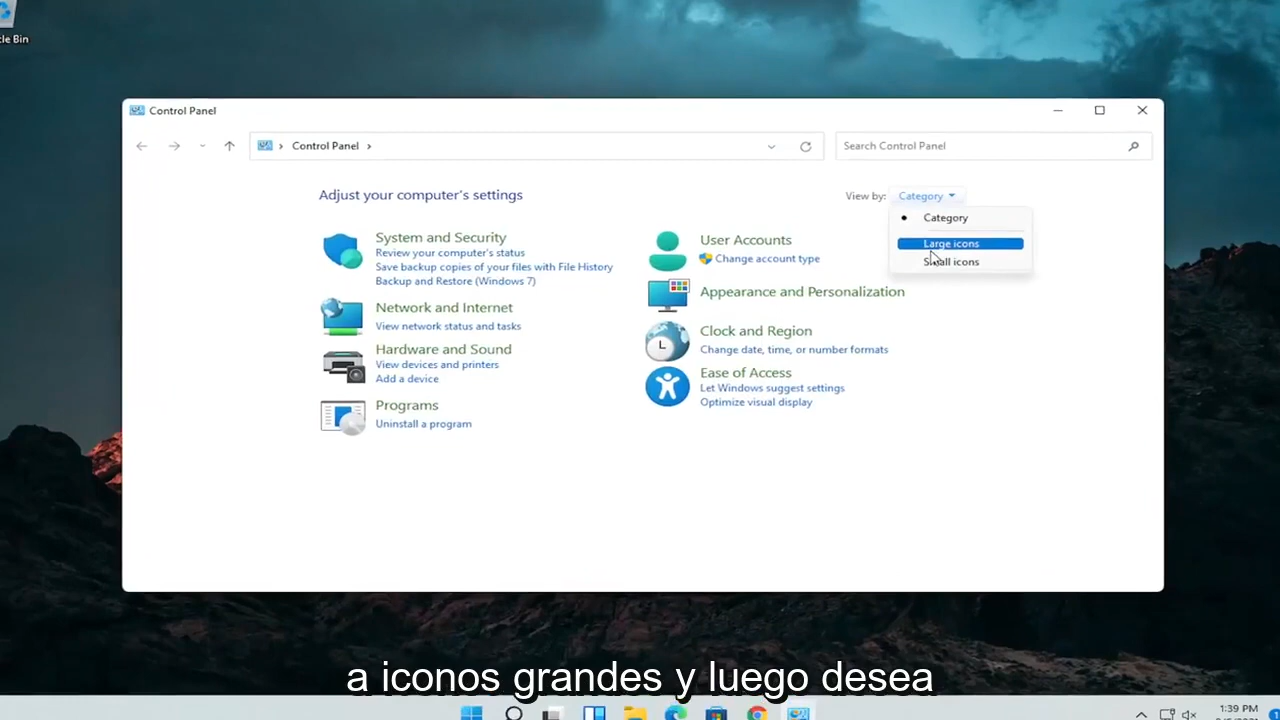 cle Bin
Control Panel
Control Panel
Search Control Panel
Adjust your computer's settings
View by: Category
Category
Large icons
Small icons
System and Security
Review your computer's status
Save backup copies of your files with File History
Backup and Restore (Windows 7)
Network and Internet
View network status and tasks
Hardware and Sound
View devices and printers
Add a device
Programs
Uninstall a program
User Accounts
Change account type
Appearance and Personalization
Clock and Region
Change date, time, or number formats
Ease of Access
Let Windows suggest settings
Optimize visual display
a iconos grandes y luego desea
1:39 PM